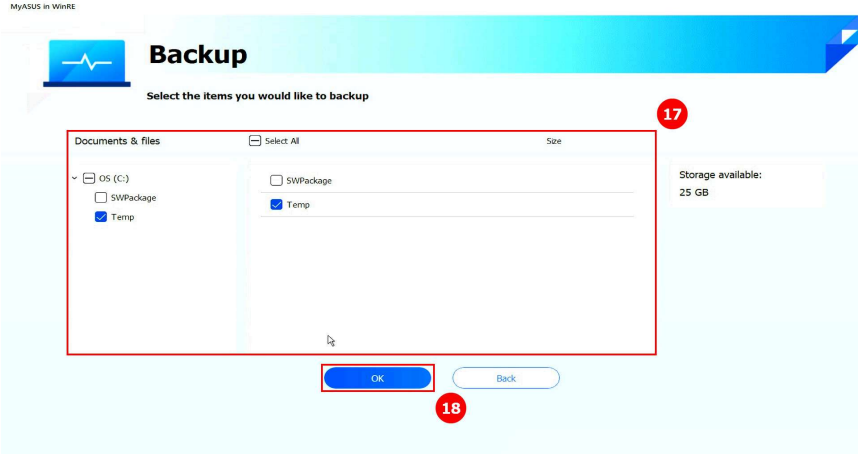 MyASUS in WinRE
Backup
Select the items you would like to backup
17
Documents & files
Select All
Size
OS (C:)
SWPackage
Temp
SWPackage
Temp
Storage available:
25 GB
OK
Back
18